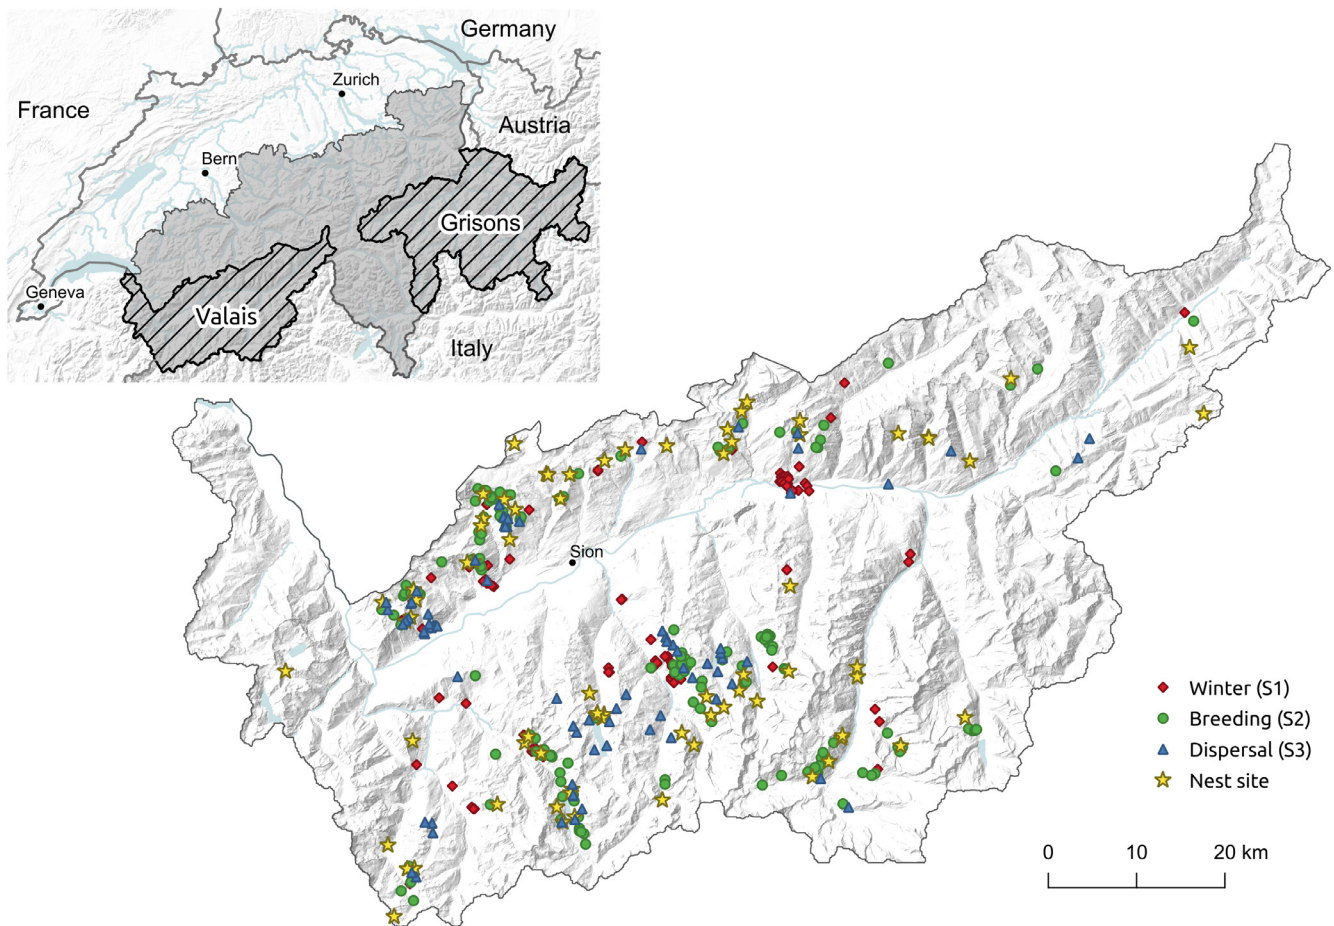 Germany
Zurich
France
Austria
Bern
Grisons
Geneva
Valais
Italy
Sion
Winter (S1)
Breeding (S2)
Dispersal (S3)
Nest site
0 10 20 km